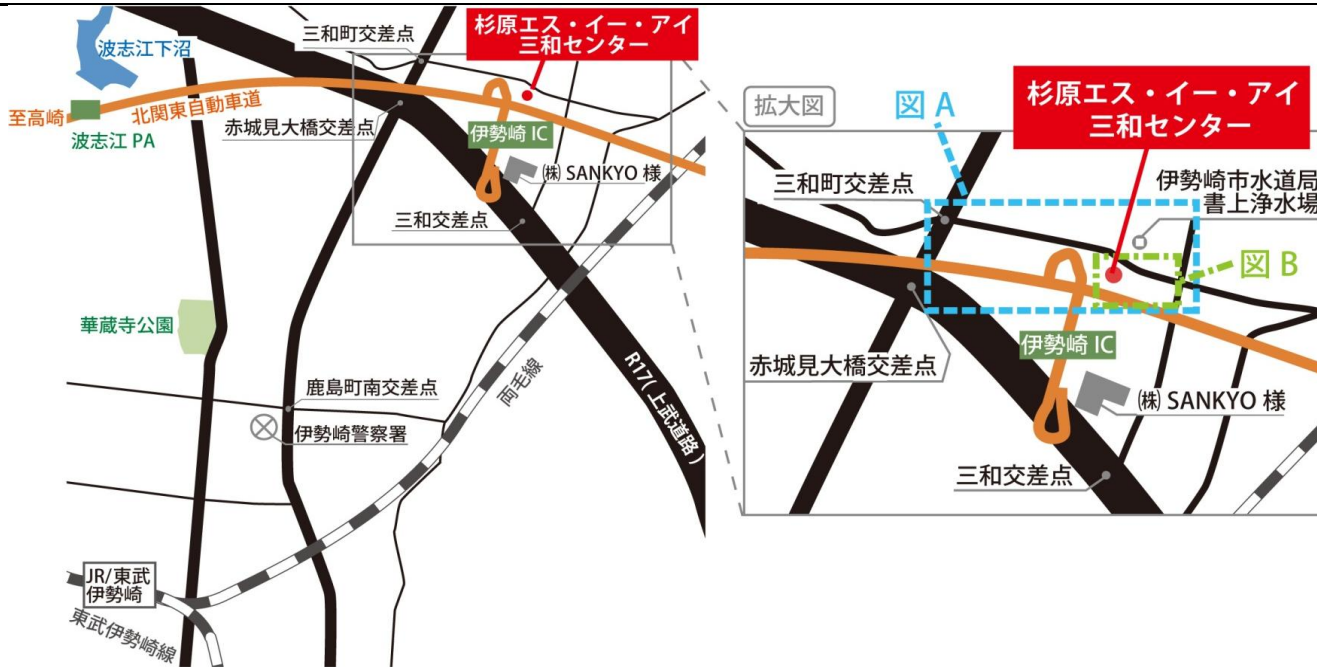 波志江下沼
三和町交差点
杉原エス・イー・アイ
三和センター
至高崎
北関東自動車道
波志江 PA
赤城見大橋交差点
伊勢崎 IC
㈱ SANKYO 様
三和交差点
華蔵寺公園
鹿島町南交差点
伊勢崎警察署
両毛線
R17( 上武道路 )
JR/東武
伊勢崎
東武伊勢崎線
拡大図
図 A
杉原エス・イー・アイ
三和センター
三和町交差点
伊勢崎市水道局
書上浄水場
図 B
伊勢崎 IC
赤城見大橋交差点
㈱ SANKYO 様
三和交差点